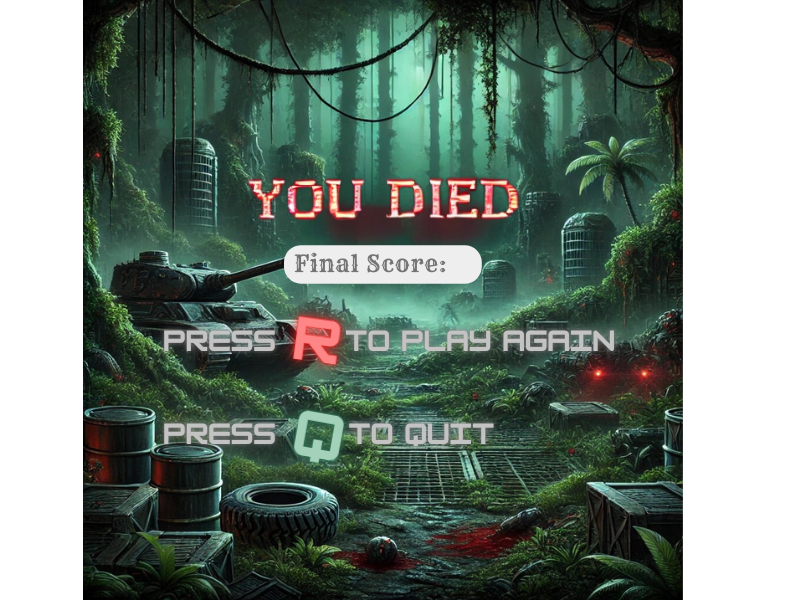 YOU DIED
Final Score:
PRESS R TO PLAY AGAIN
PRESS Q TO QUIT